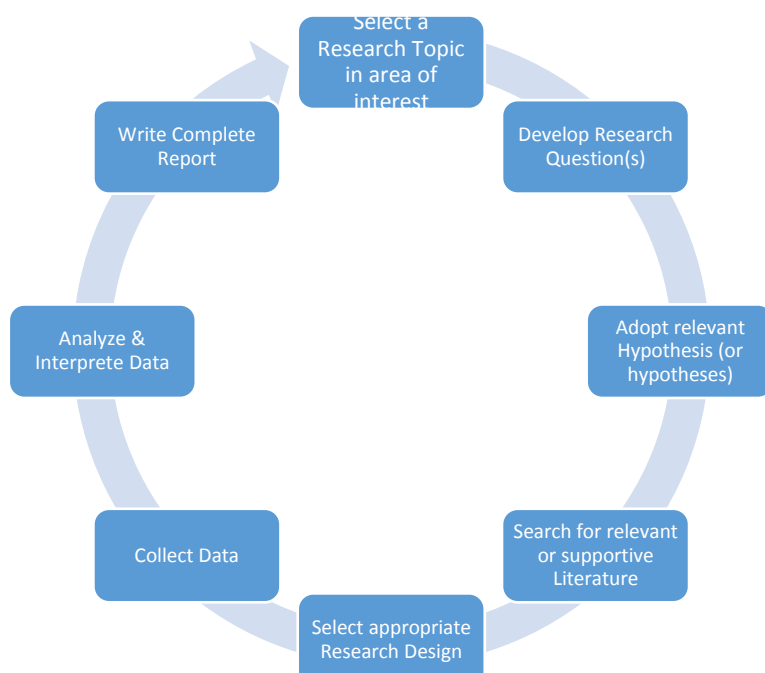 Select a
Research Topic
in area of
interest
Develop Research
Question(s)
Adopt relevant
Hypothesis (or
hypotheses)
Search for relevant
or supportive
Literature
Select appropriate
Research Design
Collect Data
Analyze &
Interprete Data
Write Complete
Report